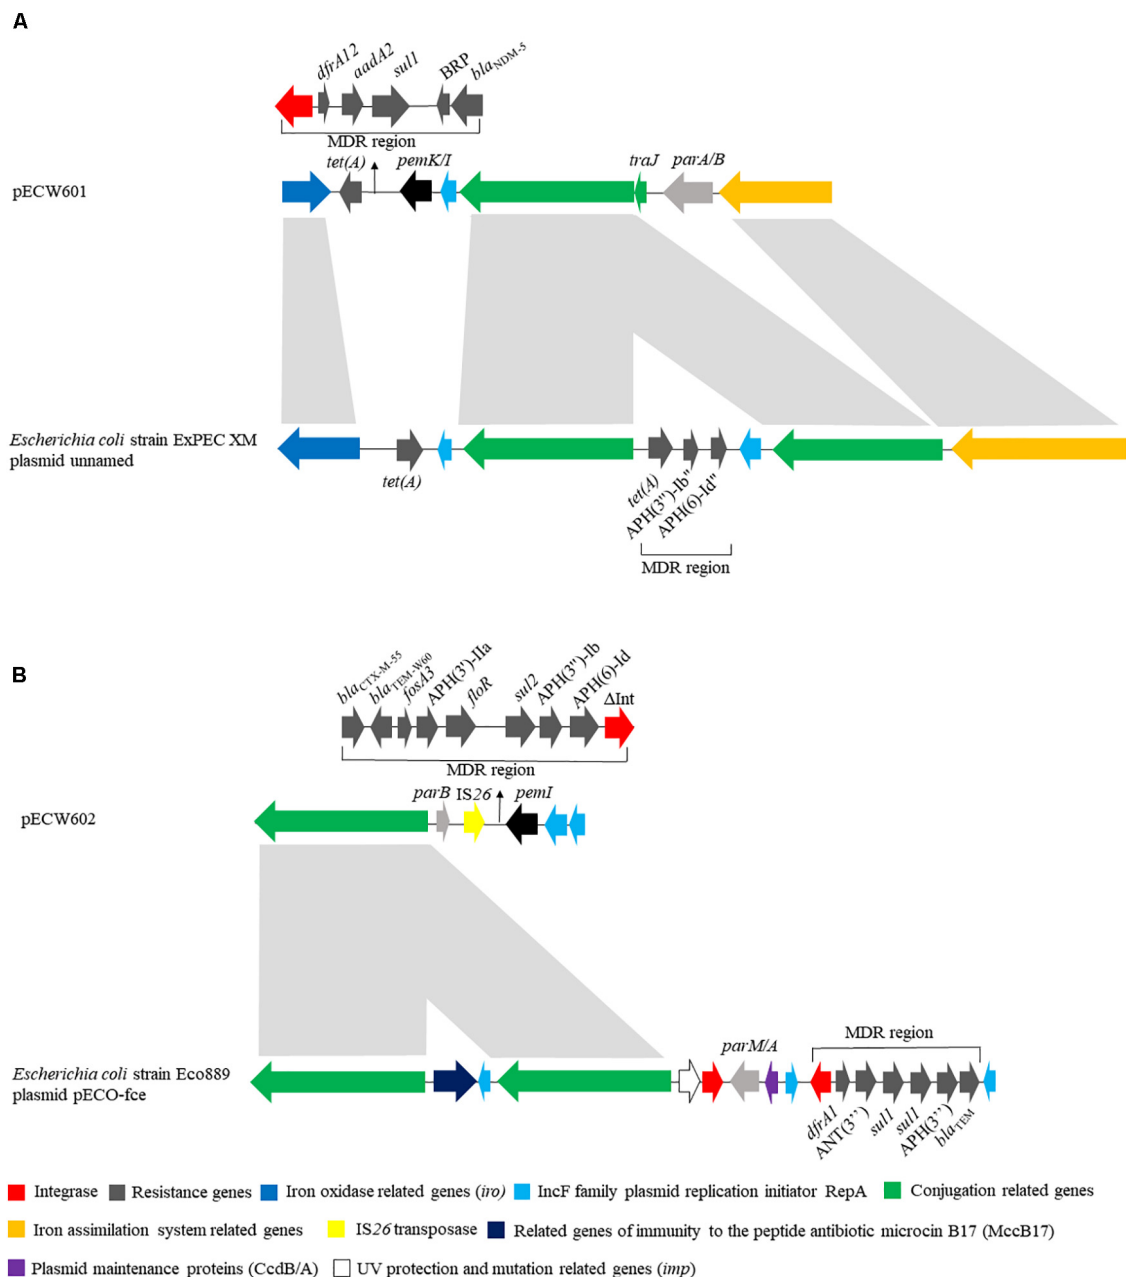 A
dfrA12 aadA2 sul1 BRP blaNDM-5
MDR region
tet(A) pemK/I traJ parA/B
pECW601
Escherichia coli strain ExPEC XM
plasmid unnamed
tet(A)
tet(A) APH(3'')-Ib'' APH(6)-Id''
MDR region
B
blaCTX-M-55 blaTEM-W60 fosA3 APH(3')-IIa floR sul2 APH(3'')-Ib APH(6)-Id ΔInt
MDR region
parB IS26 pemI
pECW602
MDR region
parM/A
Escherichia coli strain Eco889
plasmid pECO-fce
dfrA1 ANT(3'') sul1 sul1 APH(3'') blaTEM
Integrase Resistance genes Iron oxidase related genes (iro) IncF family plasmid replication initiator RepA Conjugation related genes
Iron assimilation system related genes IS26 transposase Related genes of immunity to the peptide antibiotic microcin B17 (MccB17)
Plasmid maintenance proteins (CcdB/A) UV protection and mutation related genes (imp)